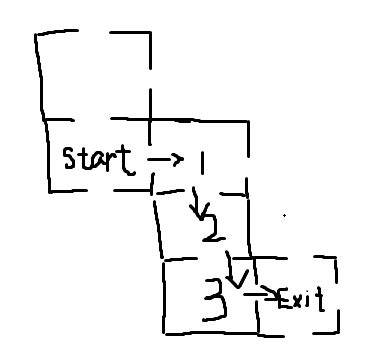 start → 1
2
3 → Exit